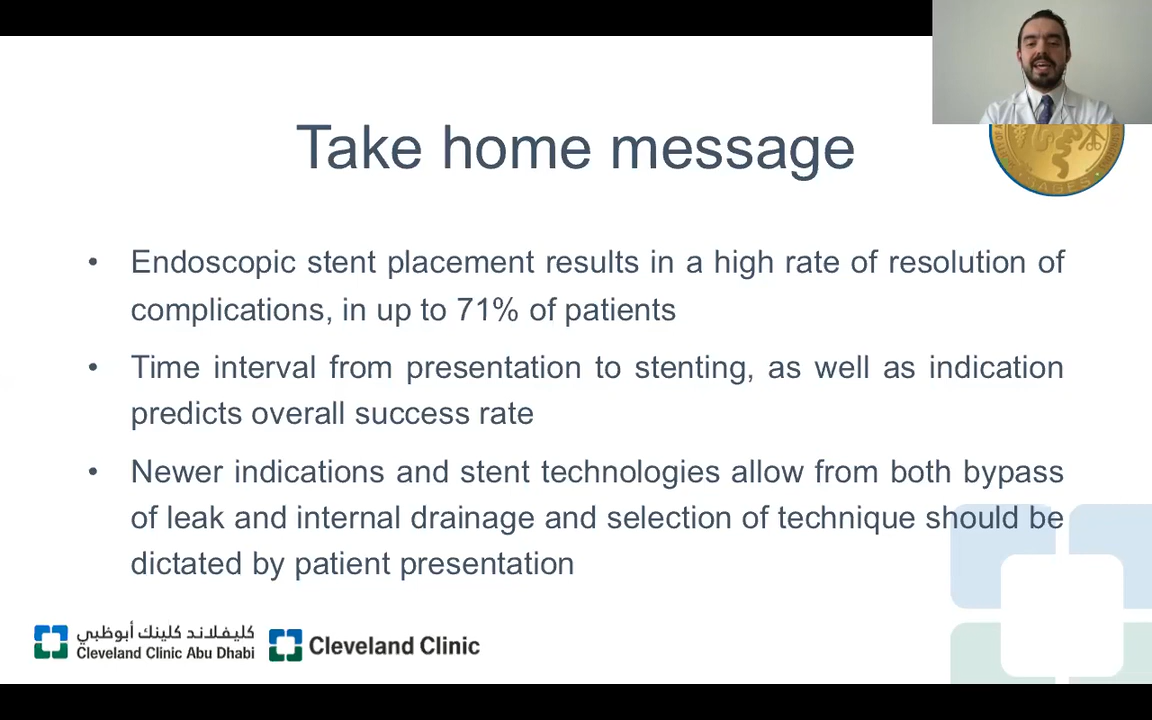 Take home message
SAGES
• Endoscopic stent placement results in a high rate of resolution of
complications, in up to 71% of patients
• Time interval from presentation to stenting, as well as indication
predicts overall success rate
• Newer indications and stent technologies allow from both bypass
of leak and internal drainage and selection of technique should be
dictated by patient presentation
كليفلاند كلينك أبوظبي
Cleveland Clinic Abu Dhabi
Cleveland Clinic